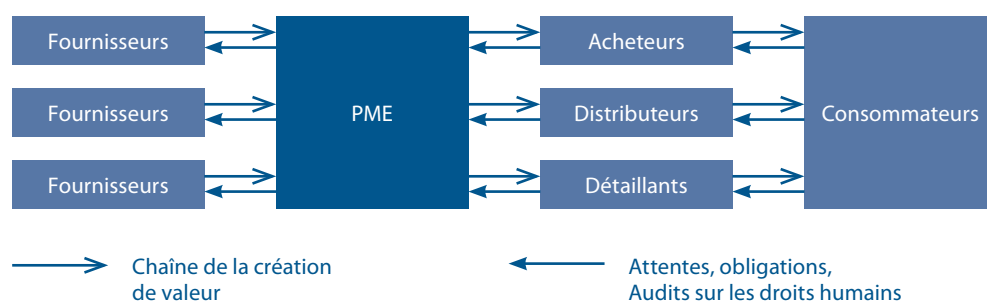 Fournisseurs
Acheteurs
Fournisseurs
PME
Distributeurs
Consommateurs
Fournisseurs
Détaillants
Chaîne de la création
de valeur
Attentes, obligations,
Audits sur les droits humains